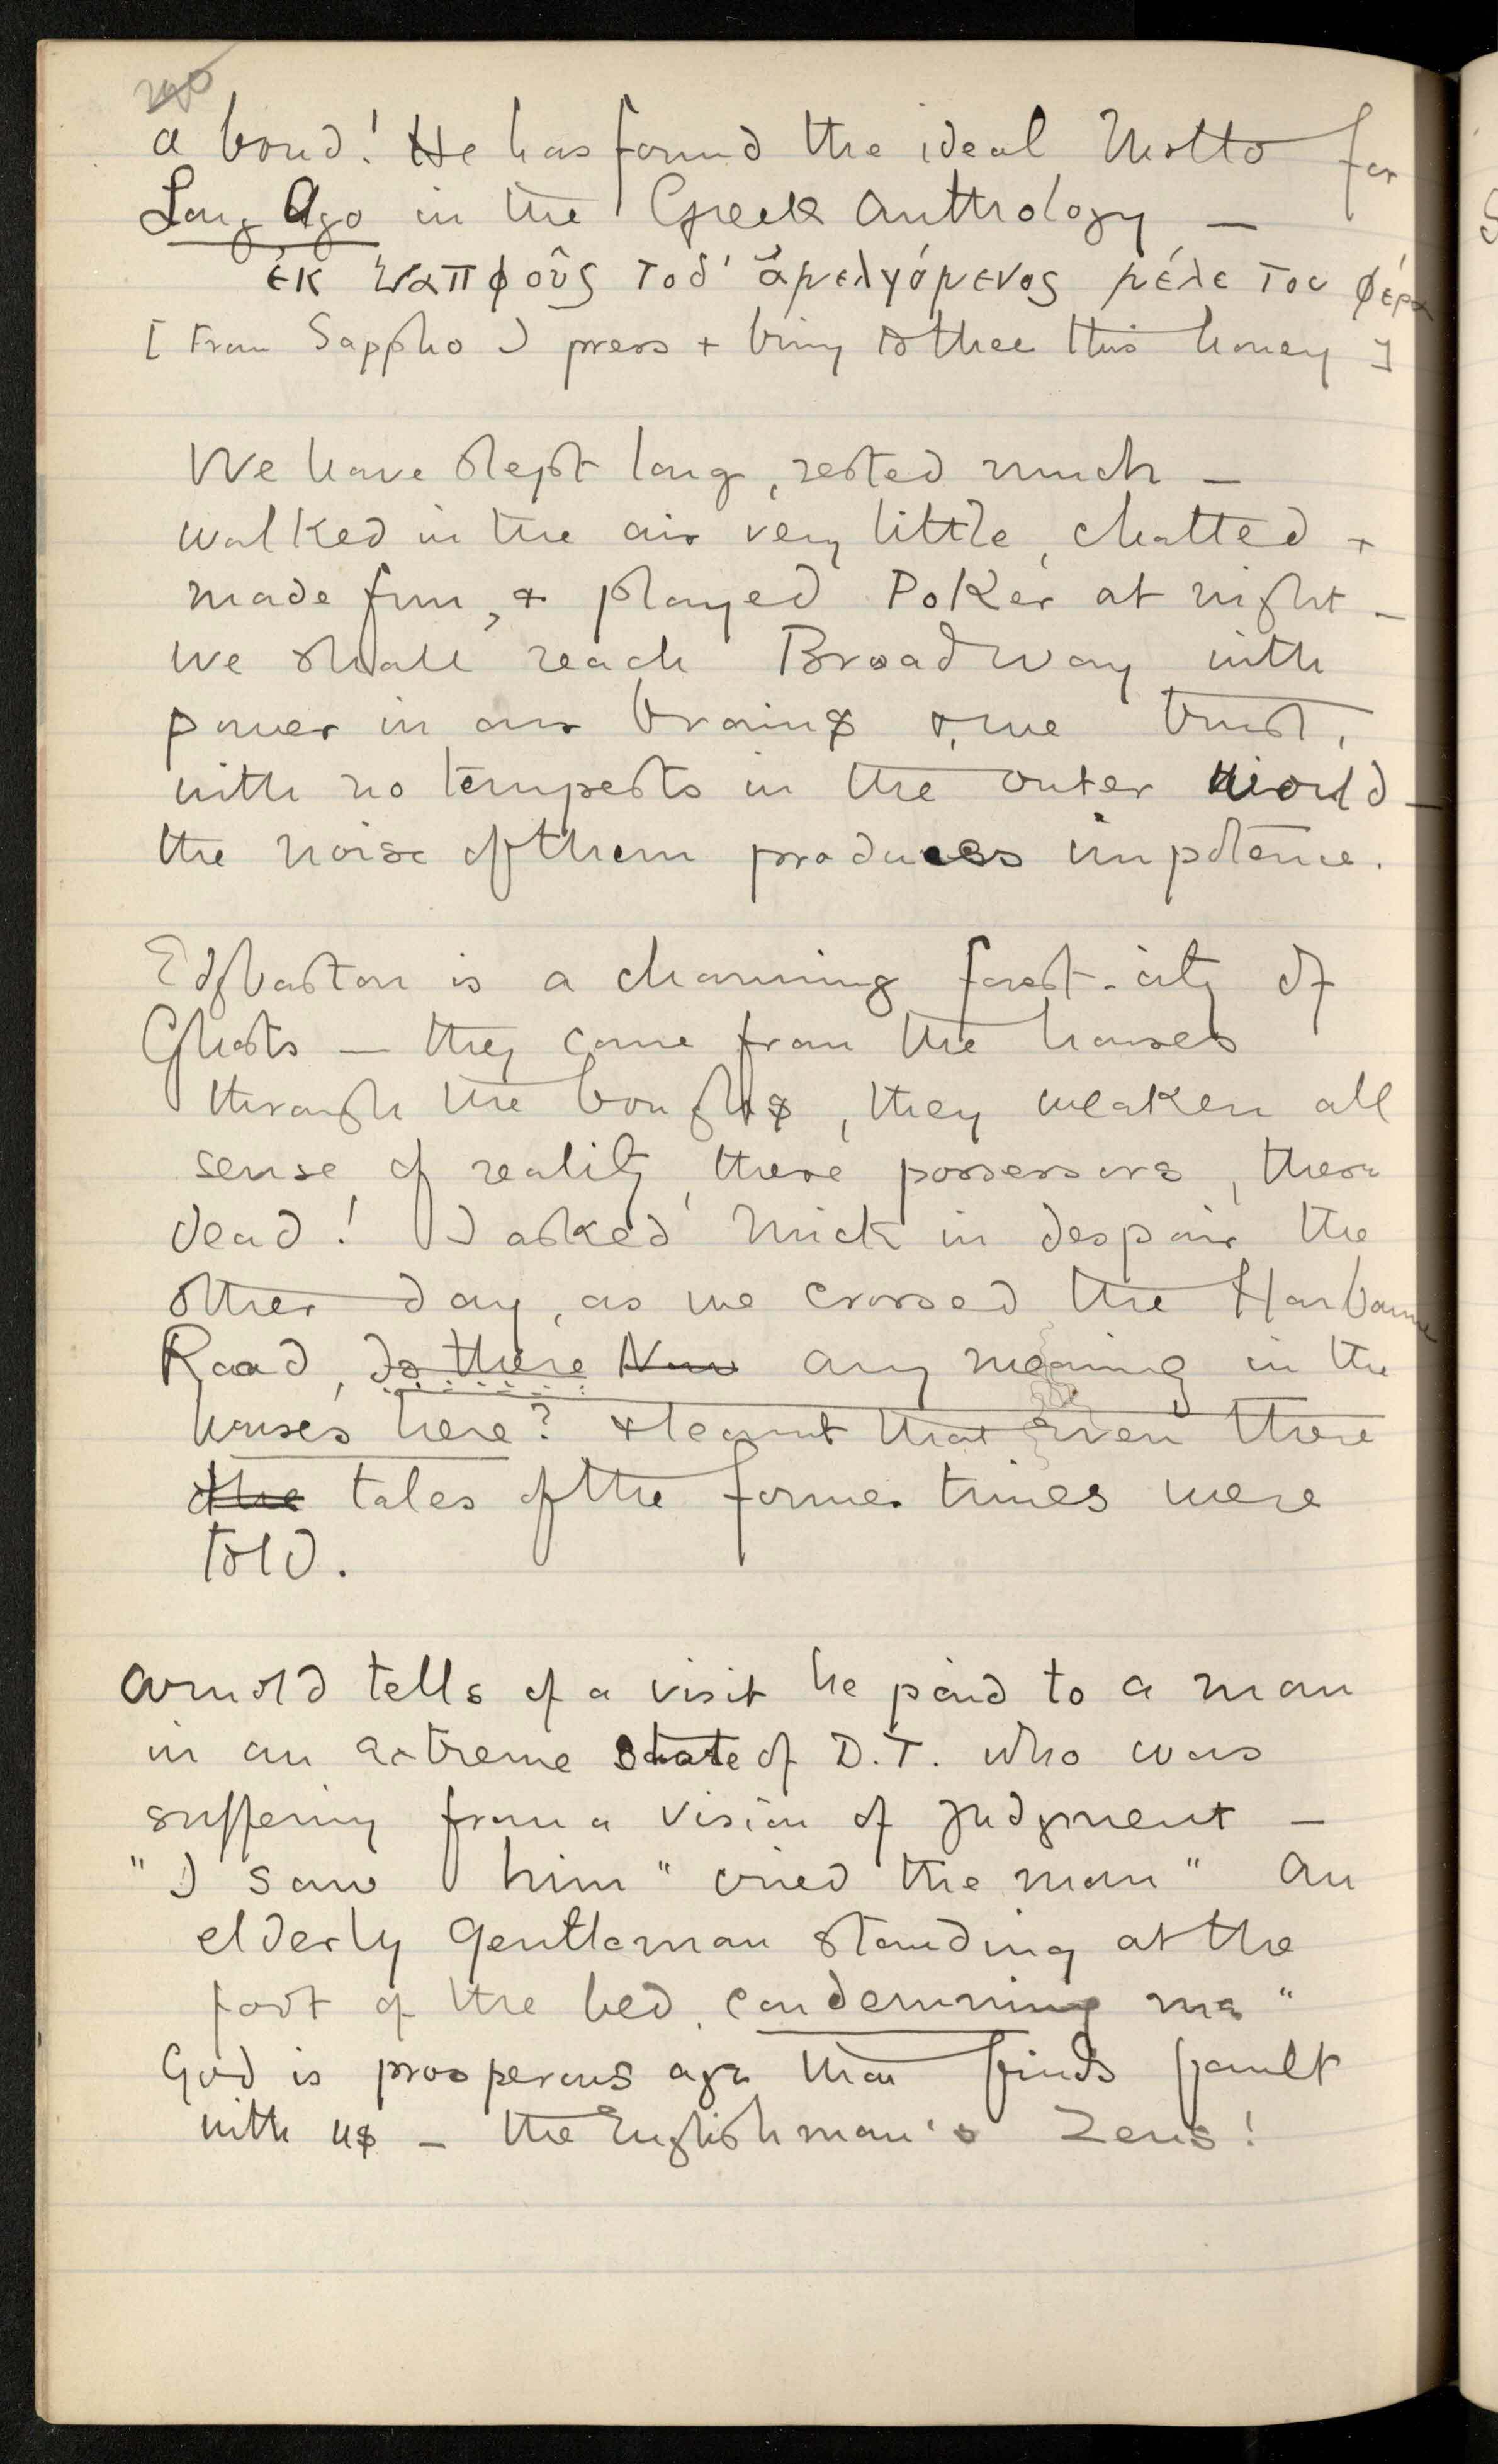 a bond! He has found the ideal Motto for
Long Ago in the Greek Anthology —
ἐκ Σαπφοῦς τοδ' ἀμελγόμενος μέλι τοι φέρω
[From Sappho I press + bring to thee this honey]
We have slept long, rested much —
walked in the air very little, chatted +
made fun, + played Poker at night —
We shall reach Broadway with
power in our brains +, we trust,
with no tempests in the outer world —
the noise of them produces impotence.
Edgbaston is a charming forest-city of
Ghosts — they come from the houses
through the boughs, they weaken all
sense of reality, these possessors, these
dead! I asked Mick in despair the
other day, as we crossed the Harborne
Road, Is there Now any meaning in the
houses here? + learnt that even there
the tales of the former times were
told.
Arnold tells of a visit he paid to a man
in an extreme state of D.T. who was
suffering from a vision of judgment —
"I saw him" cried the man "An
elderly gentleman standing at the
foot of the bed, condemning me"
God is prosperous age that finds fault
with us — the Englishman's Zeus!